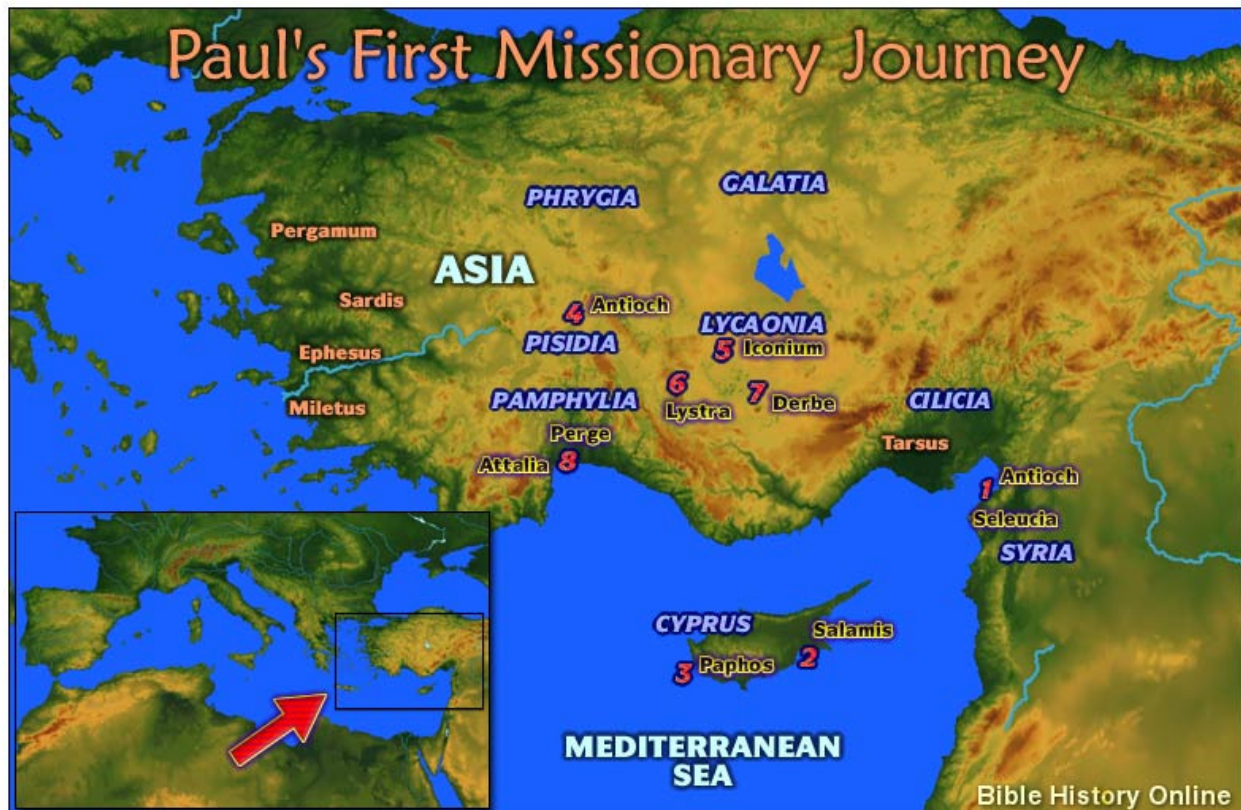 Paul's First Missionary Journey
PHRYGIA
GALATIA
Pergamum
ASIA
Sardis
4 Antioch
PISIDIA
LYCAONIA
5 Iconium
Ephesus
6
Lystra
7 Derbe
Miletus
PAMPHYLIA
Perge
Attalia 8
CILICIA
Tarsus
1 Antioch
Seleucia
SYRIA
CYPRUS
Salamis
2
3 Paphos
MEDITERRANEAN
SEA
Bible History Online